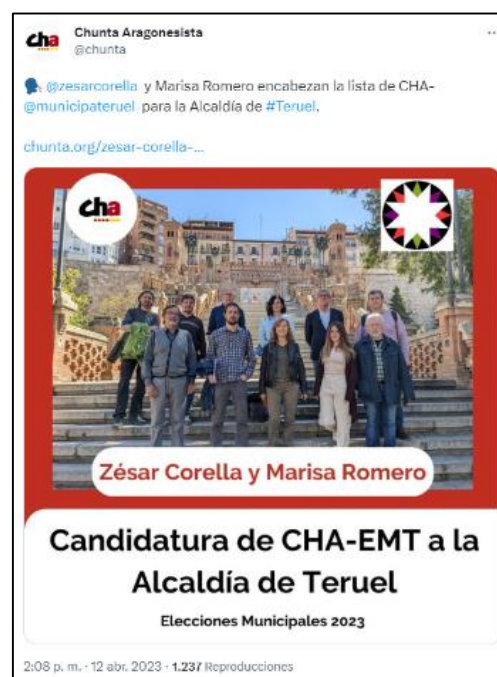 cha
Chunta Aragonesista
@chunta
@zesarcorella y Marisa Romero encabezan la lista de CHA-
@municipateruel para la Alcaldía de #Teruel.
chunta.org/zesar-corella-...
cha
Zésar Corella y Marisa Romero
Candidatura de CHA-EMT a la
Alcaldía de Teruel
Elecciones Municipales 2023
2:08 p. m. · 12 abr. 2023 · 1.237 Reproducciones